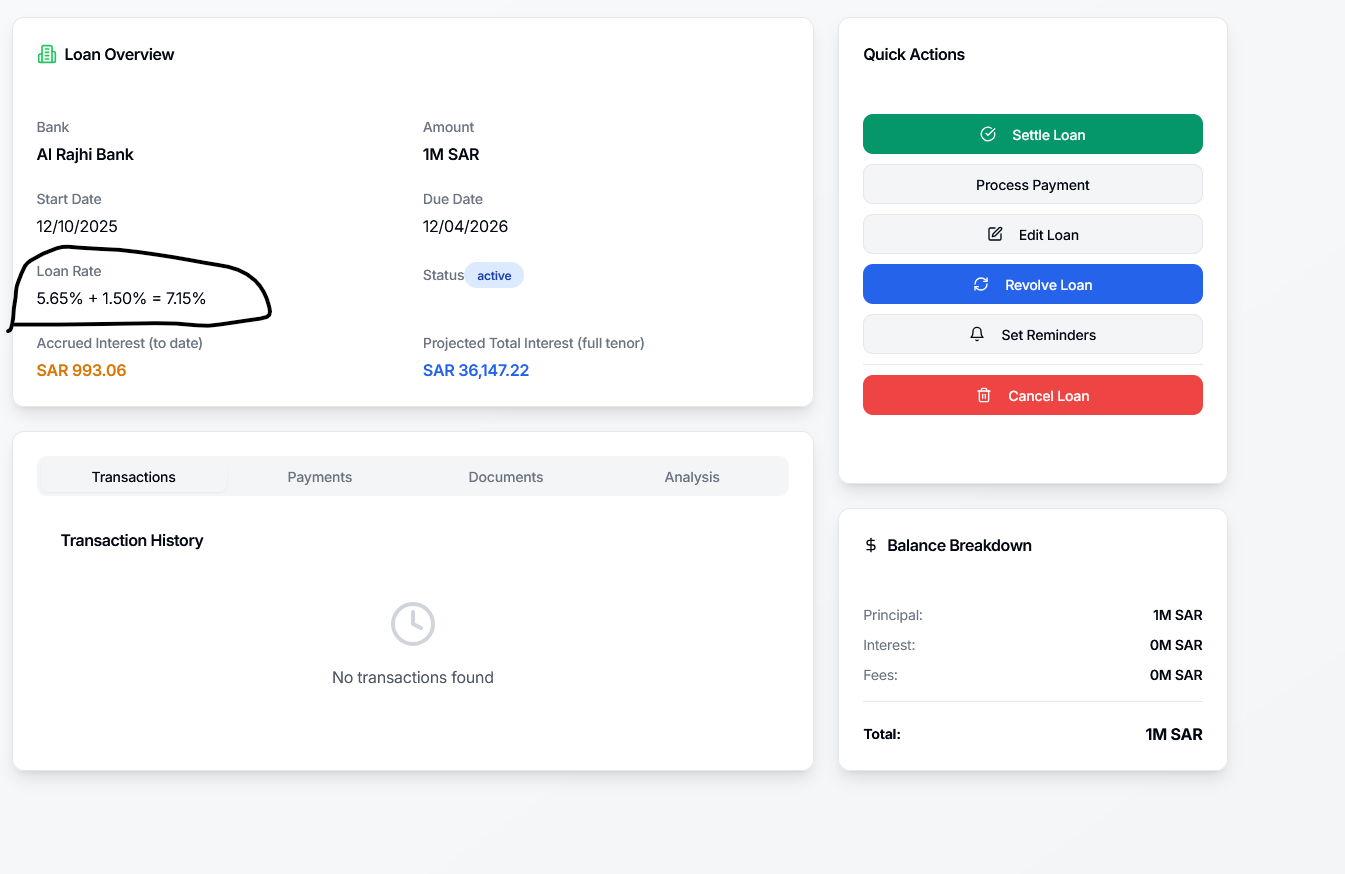 Loan Overview
Bank
Al Rajhi Bank
Amount
1M SAR
Start Date
12/10/2025
Due Date
12/04/2026
Loan Rate
5.65% + 1.50% = 7.15%
Status active
Accrued Interest (to date)
SAR 993.06
Projected Total Interest (full tenor)
SAR 36,147.22
Transactions
Payments
Documents
Analysis
Transaction History
No transactions found
Quick Actions
Settle Loan
Process Payment
Edit Loan
Revolve Loan
Set Reminders
Cancel Loan
$ Balance Breakdown
Principal: 1M SAR
Interest: 0M SAR
Fees: 0M SAR
Total: 1M SAR